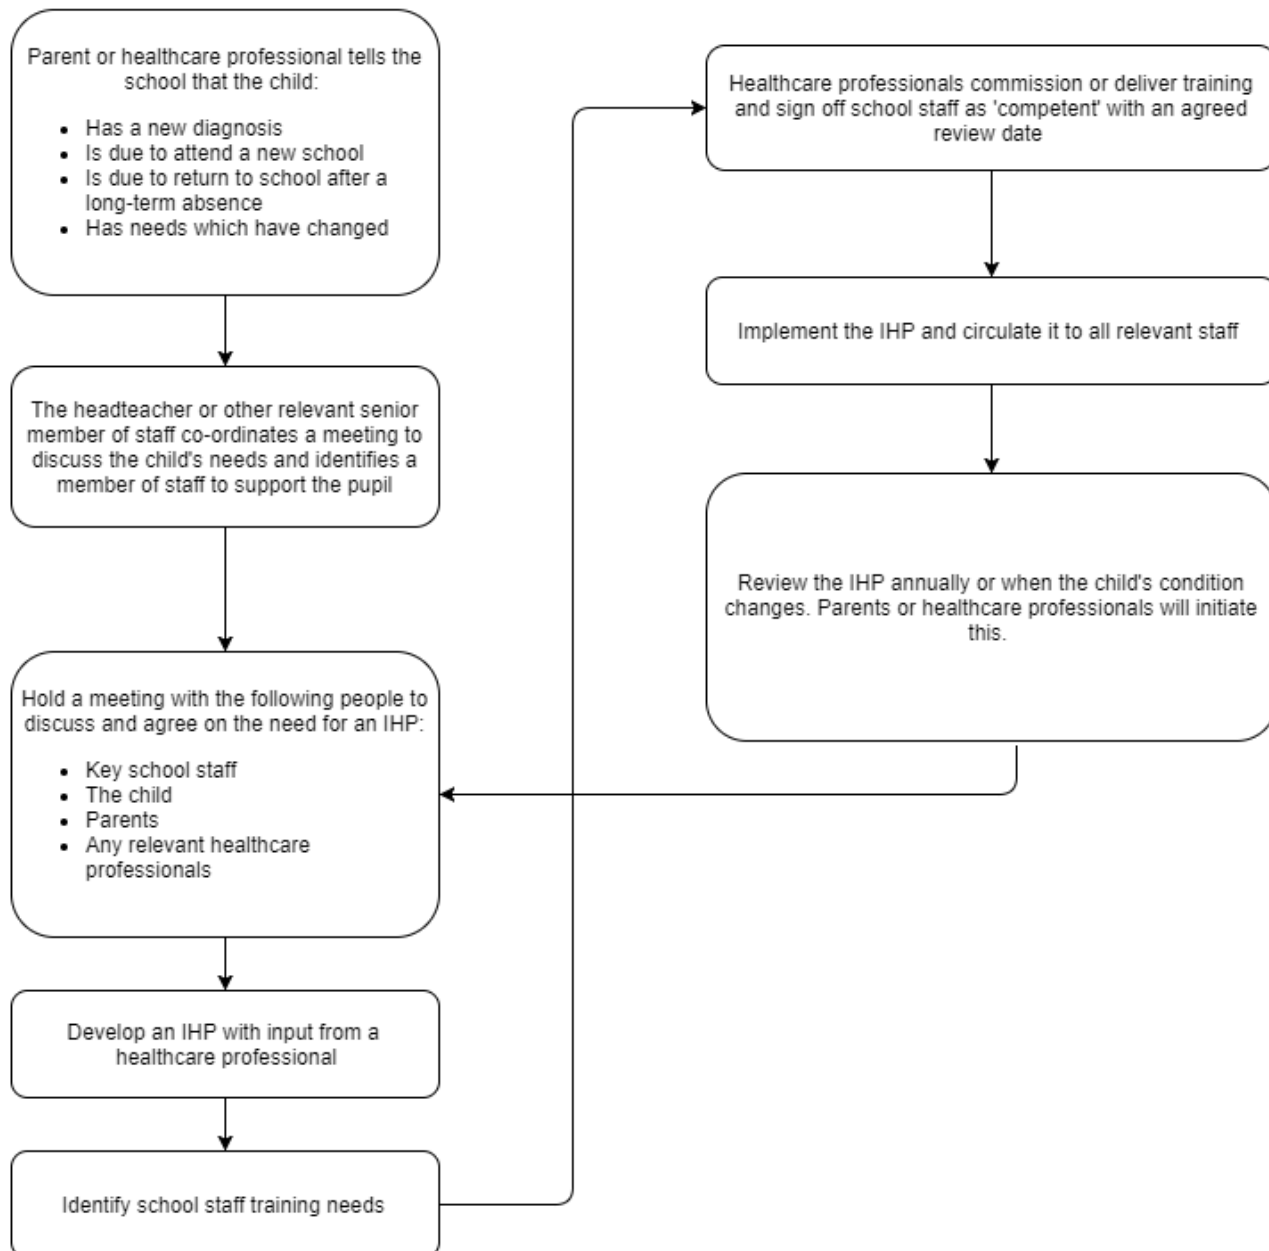 Parent or healthcare professional tells the
school that the child:
• Has a new diagnosis
• Is due to attend a new school
• Is due to return to school after a
long-term absence
• Has needs which have changed
The headteacher or other relevant senior
member of staff co-ordinates a meeting to
discuss the child's needs and identifies a
member of staff to support the pupil
Hold a meeting with the following people to
discuss and agree on the need for an IHP:
• Key school staff
• The child
• Parents
• Any relevant healthcare
professionals
Develop an IHP with input from a
healthcare professional
Identify school staff training needs
Healthcare professionals commission or deliver training
and sign off school staff as 'competent' with an agreed
review date
Implement the IHP and circulate it to all relevant staff
Review the IHP annually or when the child's condition
changes. Parents or healthcare professionals will initiate
this.